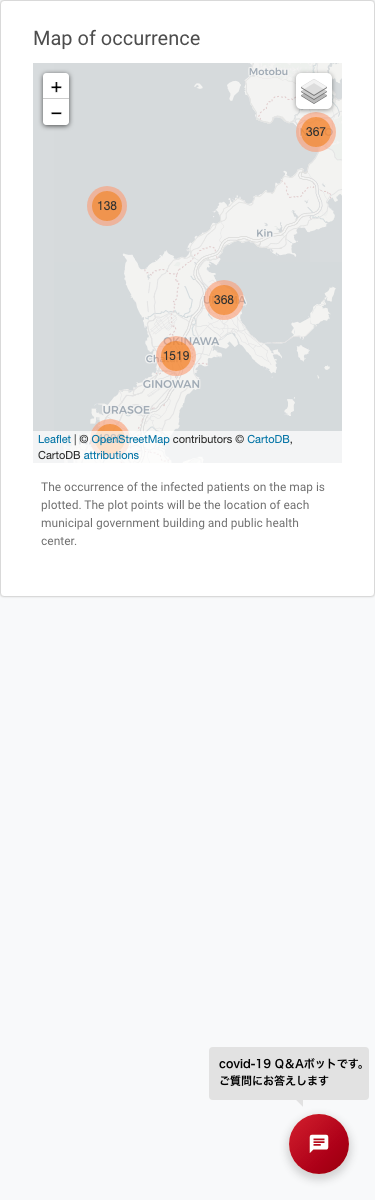 Map of occurrence
Motobu
+
−
367
138
Kin
368
OKINAWA
1519
GINOWAN
URASOE
Leaflet | © OpenStreetMap contributors © CartoDB,
CartoDB attributions
The occurrence of the infected patients on the map is
plotted. The plot points will be the location of each
municipal government building and public health
center.
covid-19 Q&Aボットです。
ご質問にお答えします